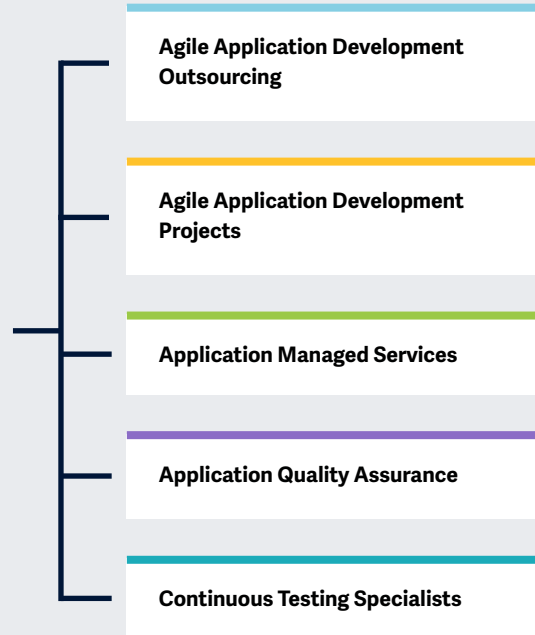 Agile Application Development
Outsourcing
Agile Application Development
Projects
Application Managed Services
Application Quality Assurance
Continuous Testing Specialists